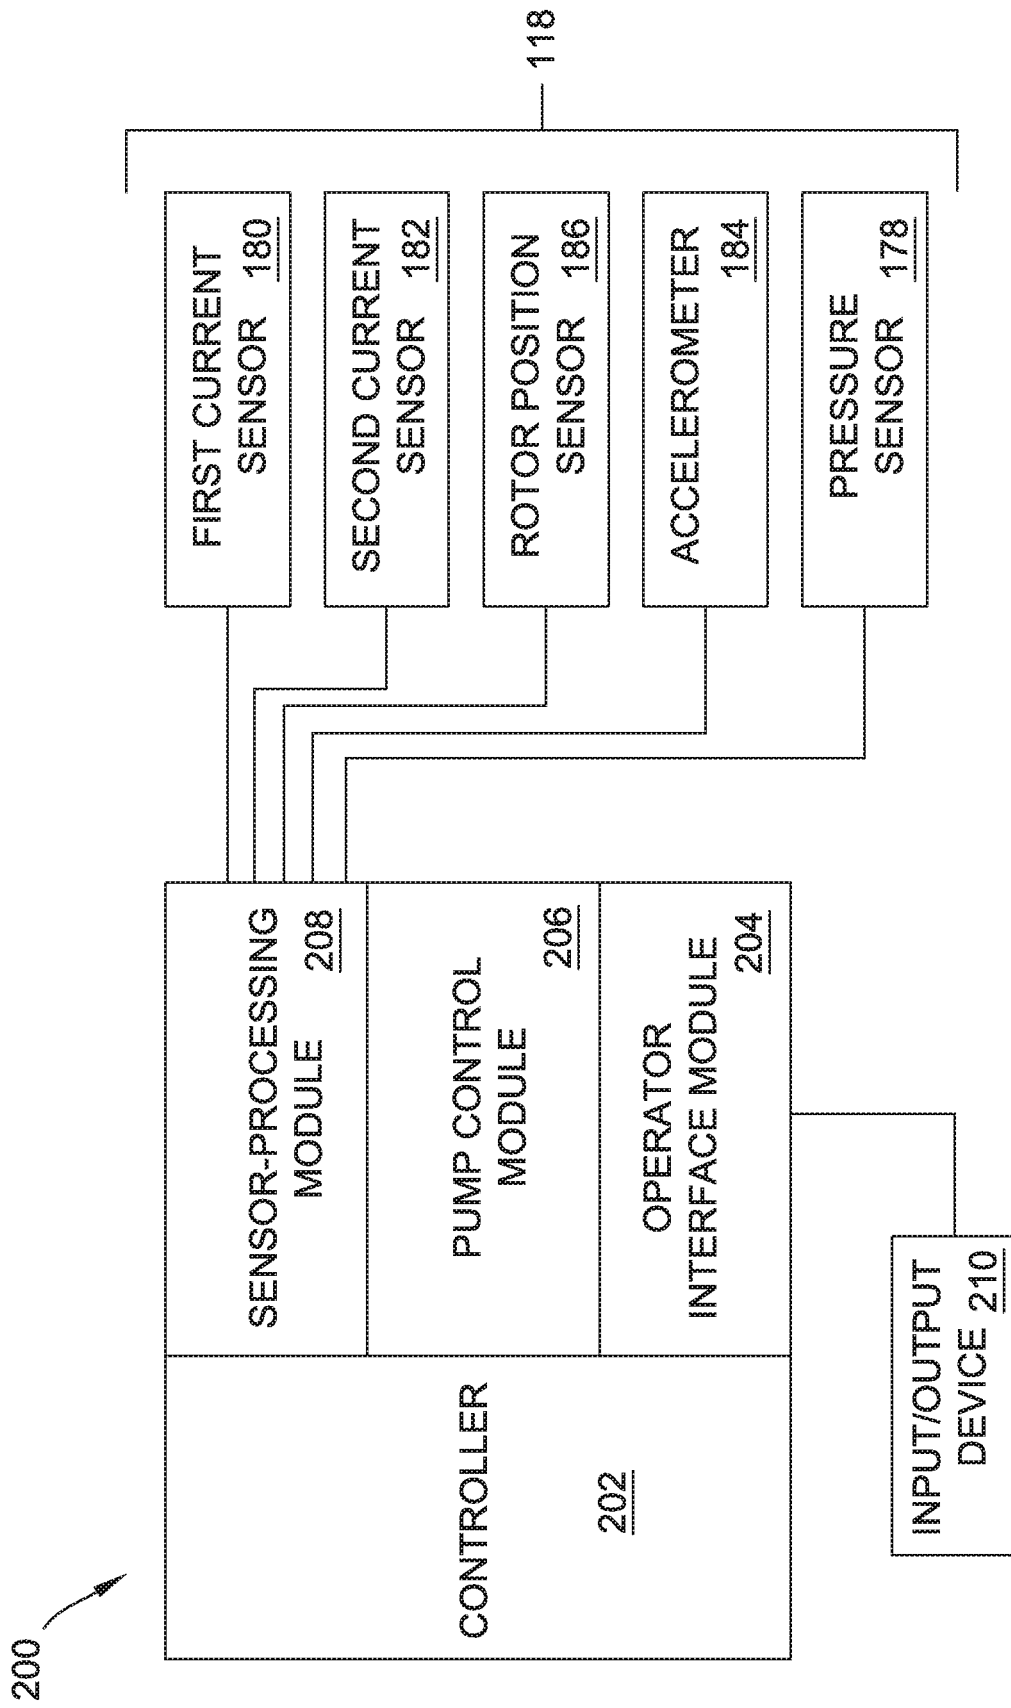 200
CONTROLLER
202
SENSOR-PROCESSING
MODULE
208
PUMP CONTROL
MODULE
206
OPERATOR
INTERFACE MODULE
204
INPUT/OUTPUT
DEVICE 210
FIRST CURRENT
SENSOR 180
SECOND CURRENT
SENSOR 182
ROTOR POSITION
SENSOR 186
ACCELEROMETER
184
PRESSURE
SENSOR 178
118